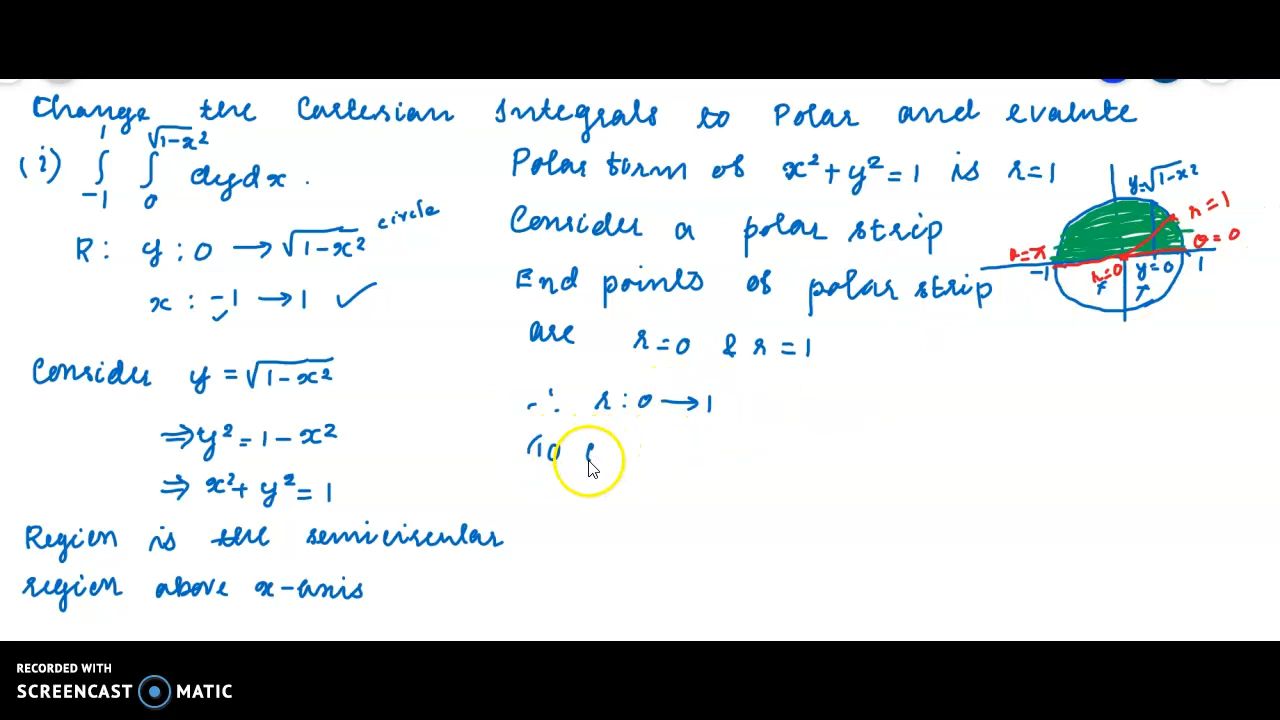 Change the Cartesian Integrals to Polar and evalute
(i) ∫_{-1}^{1} ∫_{0}^{√1-x²} dydx.
R: y: 0 → √1-x² circle
x: -1 → 1 ✓
Consider y = √1-x²
⇒ y² = 1 - x²
⇒ x² + y² = 1
Region is the semicircular
region above x-axis
Polar form of x² + y² = 1 is r=1
Consider a polar strip
End points of polar strip
are r=0 & r=1
∴ r: 0 → 1
To
y=√1-x²
r=1
θ=0
r=0
y=0
-1
1
RECORDED WITH
SCREENCAST MATIC